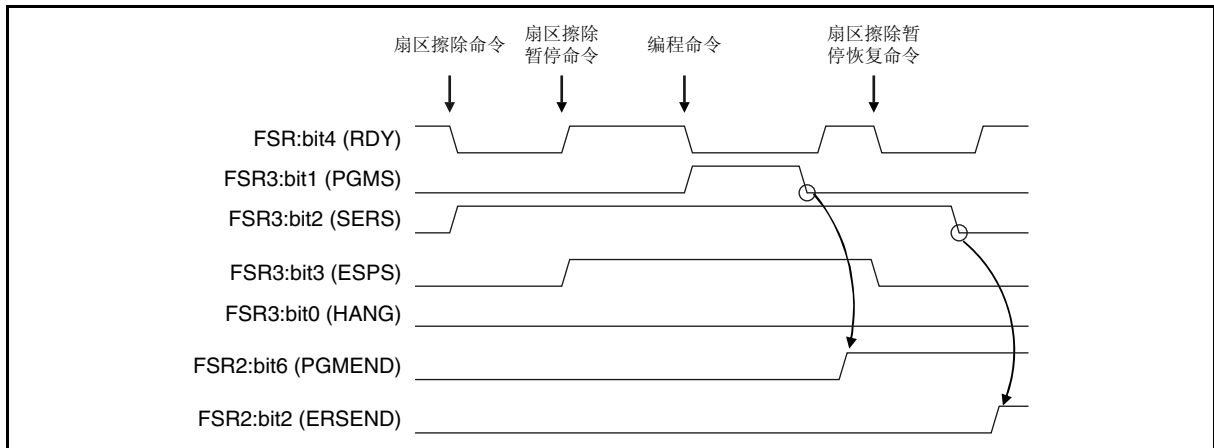 扇区擦除命令
扇区擦除
暂停命令
编程命令
扇区擦除暂
停恢复命令
FSR:bit4 (RDY)
FSR3:bit1 (PGMS)
FSR3:bit2 (SERS)
FSR3:bit3 (ESPS)
FSR3:bit0 (HANG)
FSR2:bit6 (PGMEND)
FSR2:bit2 (ERSEND)